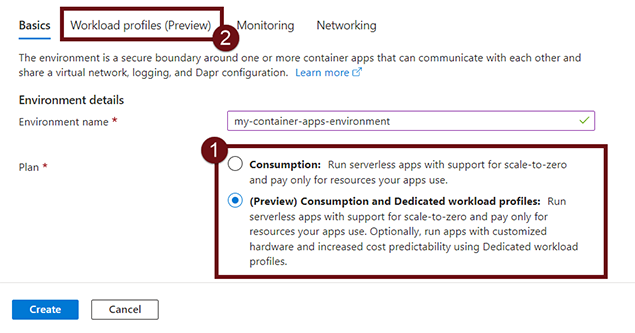 Basics Workload profiles (Preview) Monitoring Networking
2
The environment is a secure boundary around one or more container apps that can communicate with each other and
share a virtual network, logging, and Dapr configuration. Learn more
Environment details
Environment name * my-container-apps-environment
1
Plan * Consumption: Run serverless apps with support for scale-to-zero
and pay only for resources your apps use.
(Preview) Consumption and Dedicated workload profiles: Run
serverless apps with support for scale-to-zero and pay only for
resources your apps use. Optionally, run apps with customized
hardware and increased cost predictability using Dedicated workload
profiles.
Create Cancel